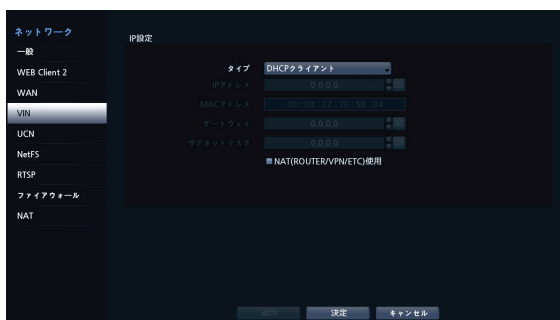 ネットワーク
一般
WEB Client 2
WAN
VIN
UCN
NetFS
RTSP
ファイアウォール
NAT
IP設定
タイプ DHCPクライアント
IPアドレス 0.0.0.0
MACアドレス 00 : 03 : 22 : 7F : 58 : 04
ゲートウェイ 0.0.0.0
サブネットマスク 0.0.0.0
NAT(ROUTER/VPN/ETC)使用
適用 決定 キャンセル